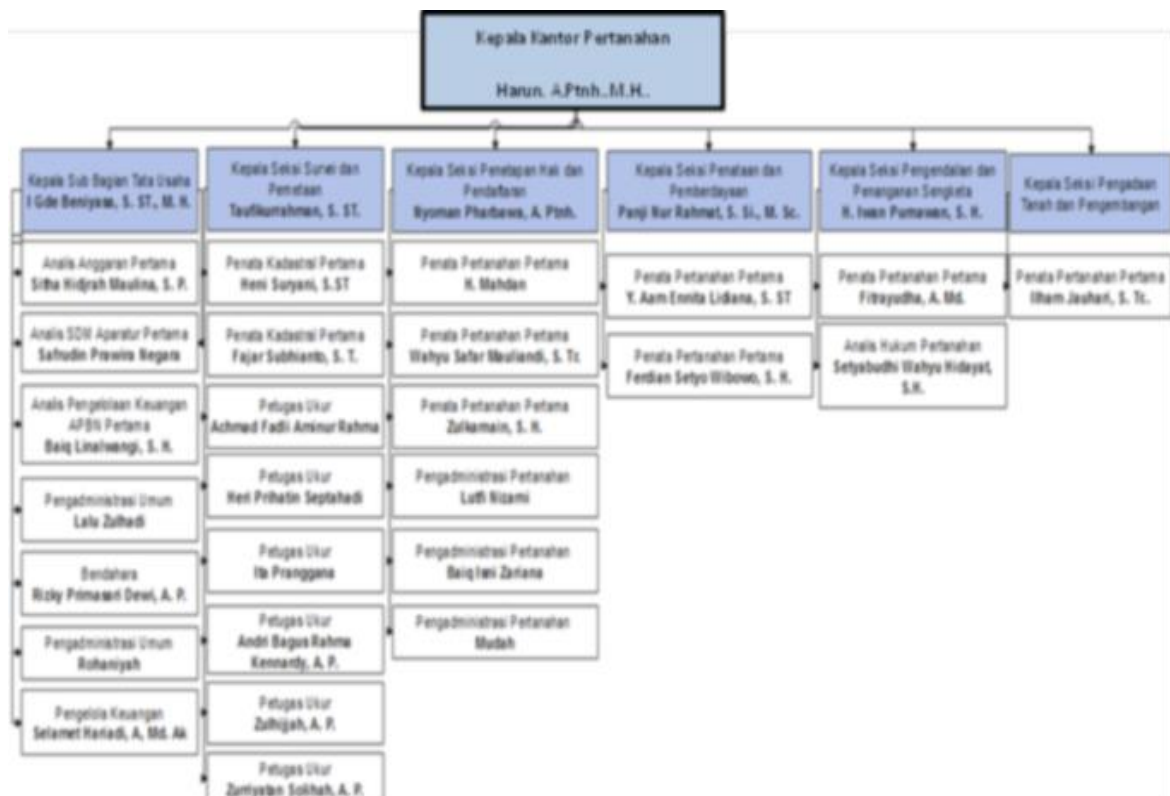 Kepala Kantor Pertanahan
Harun. A.Ptnh..M.H..
Kepala Sub Bagian Tata Usaha
I Gde Beniyasa, S. ST., M. H.
Analis Anggaran Pertama
Sitha Hidjrah Maulina, S. P.
Analis SDM Aparatur Pertama
Safrudin Prawira Negara
Analis Pengelolaan Keuangan
APBN Pertama
Baiq Linalwangi, S. H.
Pengadministrasi Umum
Lalu Zulhadi
Bendahara
Rizky Primasari Dewi, A. P.
Pengadministrasi Umum
Rohaniyah
Pengelola Keuangan
Selamet Hariadi, A, Md. Ak
Kepala Seksi Survei dan
Pemetaan
Taufikurrahman, S. ST.
Penata Kadastral Pertama
Heni Suryani, S.ST
Penata Kadastral Pertama
Fajar Subhianto, S. T.
Petugas Ukur
Achmad Fadli Aminur Rahma
Petugas Ukur
Heri Prihatin Septahadi
Petugas Ukur
Ita Pranggana
Petugas Ukur
Andri Bagus Rahma
Kennardy, A. P.
Petugas Ukur
Zulhijjah, A. P.
Petugas Ukur
Zurriyatan Solihah, A. P.
Kepala Seksi Penetapan Hak dan
Pendaftaran
Nyoman Pharbawa, A. Ptnh.
Penata Pertanahan Pertama
H. Mahdan
Penata Pertanahan Pertama
Wahyu Safar Mauliandi, S. Tr.
Penata Pertanahan Pertama
Zulkarnain, S. H.
Pengadministrasi Pertanahan
Lutfi Nizami
Pengadministrasi Pertanahan
Baiq Isni Zariana
Pengadministrasi Pertanahan
Mudah
Kepala Seksi Penataan dan
Pemberdayaan
Panji Nur Rahmat, S. Si., M. Sc.
Penata Pertanahan Pertama
Y. Aam Ennita Lidiana, S. ST
Penata Pertanahan Pertama
Ferdian Setyo Wibowo, S. H.
Kepala Seksi Pengendalian dan
Penanganan Sengketa
H. Iwan Purnawan, S. H.
Penata Pertanahan Pertama
Fitrayudha, A. Md.
Analis Hukum Pertanahan
Setyabudhi Wahyu Hidayat,
S.H.
Kepala Seksi Pengadaan
Tanah dan Pengembangan
Penata Pertanahan Pertama
Ilham Jauhari, S. Tr.